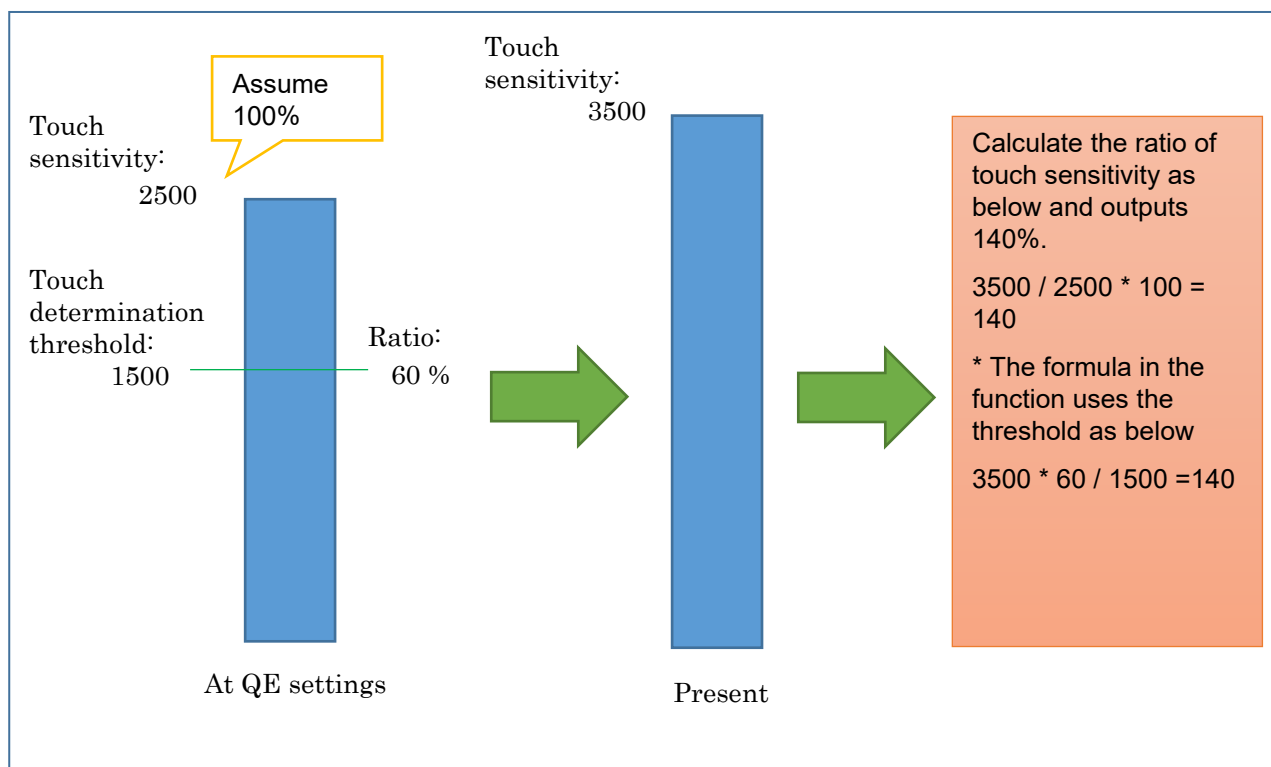 Assume
100%
Touch
sensitivity:
2500
Touch
determination
threshold:
1500
Ratio:
60 %
At QE settings
Touch
sensitivity:
3500
Present
Calculate the ratio of
touch sensitivity as
below and outputs
140%.
3500 / 2500 * 100 =
140
* The formula in the
function uses the
threshold as below
3500 * 60 / 1500 =140